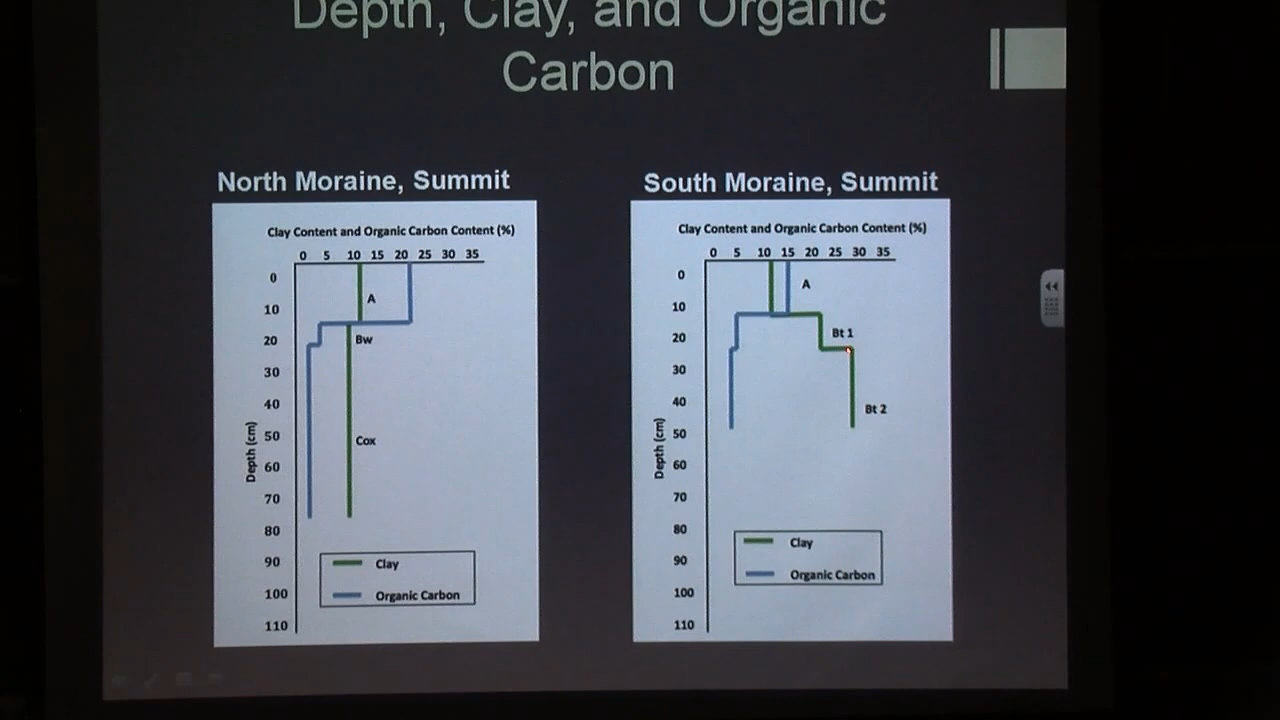 Depth, Clay, and Organic
Carbon
North Moraine, Summit
Clay Content and Organic Carbon Content (%)
0 5 10 15 20 25 30 35
0
10
20
30
40
50
60
70
80
90
100
110
Depth (cm)
A
Bw
Cox
Clay
Organic Carbon
South Moraine, Summit
Clay Content and Organic Carbon Content (%)
0 5 10 15 20 25 30 35
0
10
20
30
40
50
60
70
80
90
100
110
Depth (cm)
A
Bt 1
Bt 2
Clay
Organic Carbon